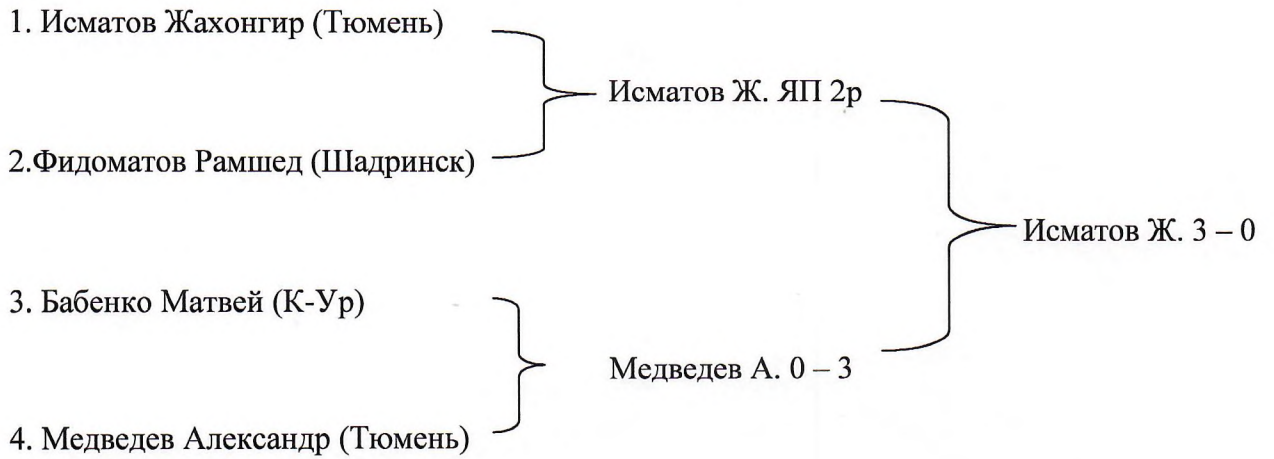 1. Исматов Жахонгир (Тюмень)
Исматов Ж. ЯП 2р
2.Фидоматов Рамшед (Шадринск)
Исматов Ж. 3 – 0
3. Бабенко Матвей (К-Ур)
Медведев А. 0 – 3
4. Медведев Александр (Тюмень)